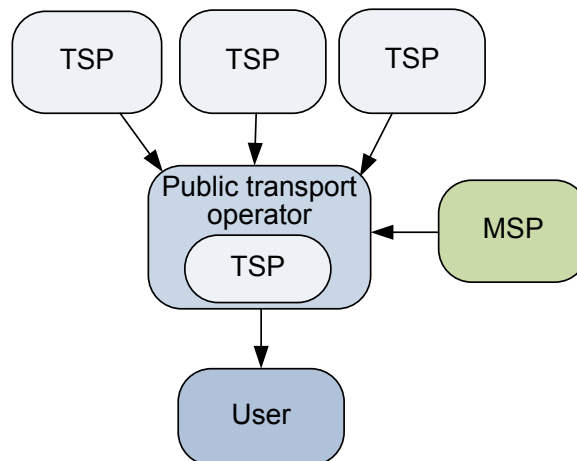 TSP
TSP
TSP
Public transport
operator
TSP
MSP
User